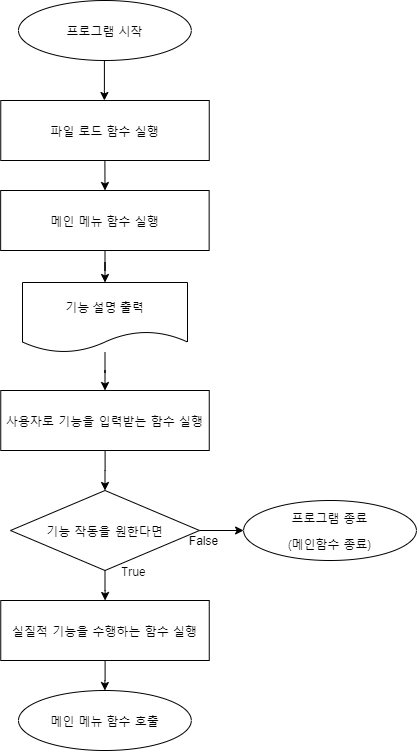 프로그램 시작
파일 로드 함수 실행
메인 메뉴 함수 실행
기능 설명 출력
사용자로 기능을 입력받는 함수 실행
기능 작동을 원한다면
False
프로그램 종료
(메인함수 종료)
True
실질적 기능을 수행하는 함수 실행
메인 메뉴 함수 호출